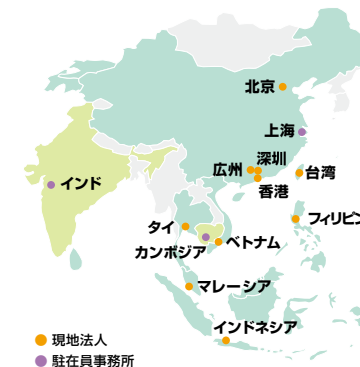 北京
上海
深圳
広州
台湾
香港
インド
フィリピン
タイ
ベトナム
カンボジア
マレーシア
インドネシア
現地法人
駐在員事務所